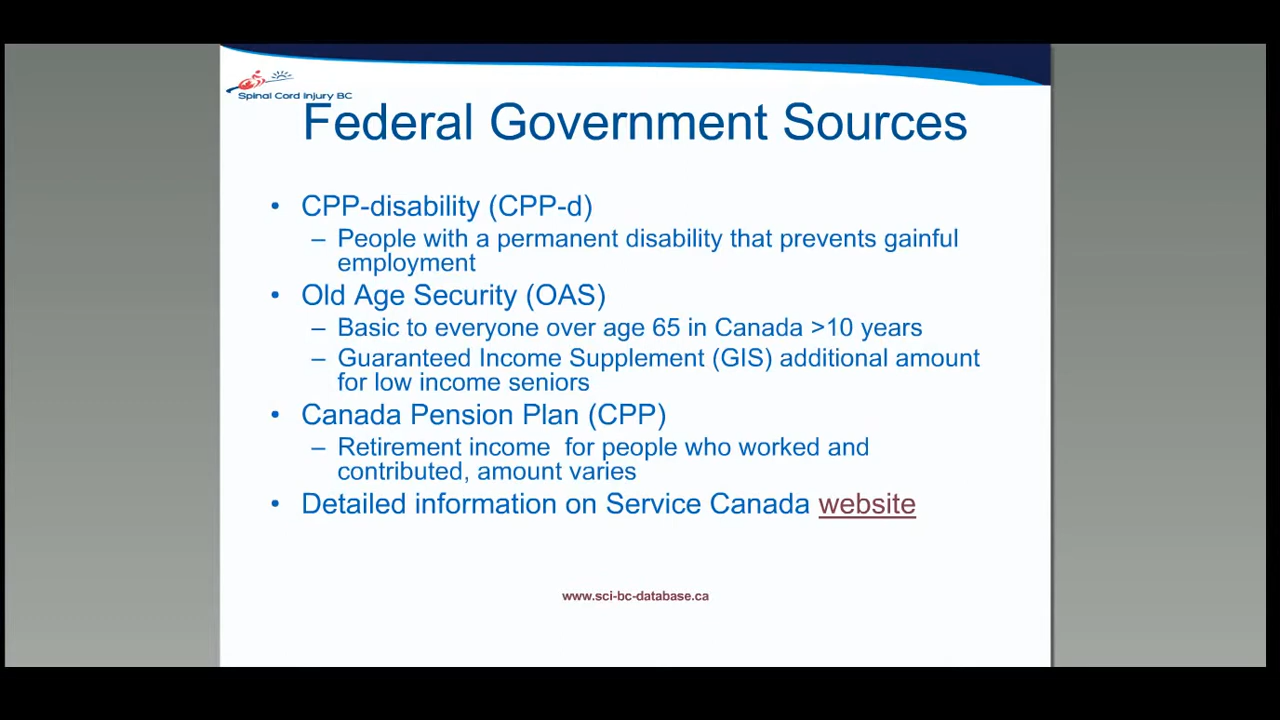 Spinal Cord Injury BC
Federal Government Sources
• CPP-disability (CPP-d)
– People with a permanent disability that prevents gainful
employment
• Old Age Security (OAS)
– Basic to everyone over age 65 in Canada >10 years
– Guaranteed Income Supplement (GIS) additional amount
for low income seniors
• Canada Pension Plan (CPP)
– Retirement income  for people who worked and
contributed, amount varies
• Detailed information on Service Canada website
www.sci-bc-database.ca